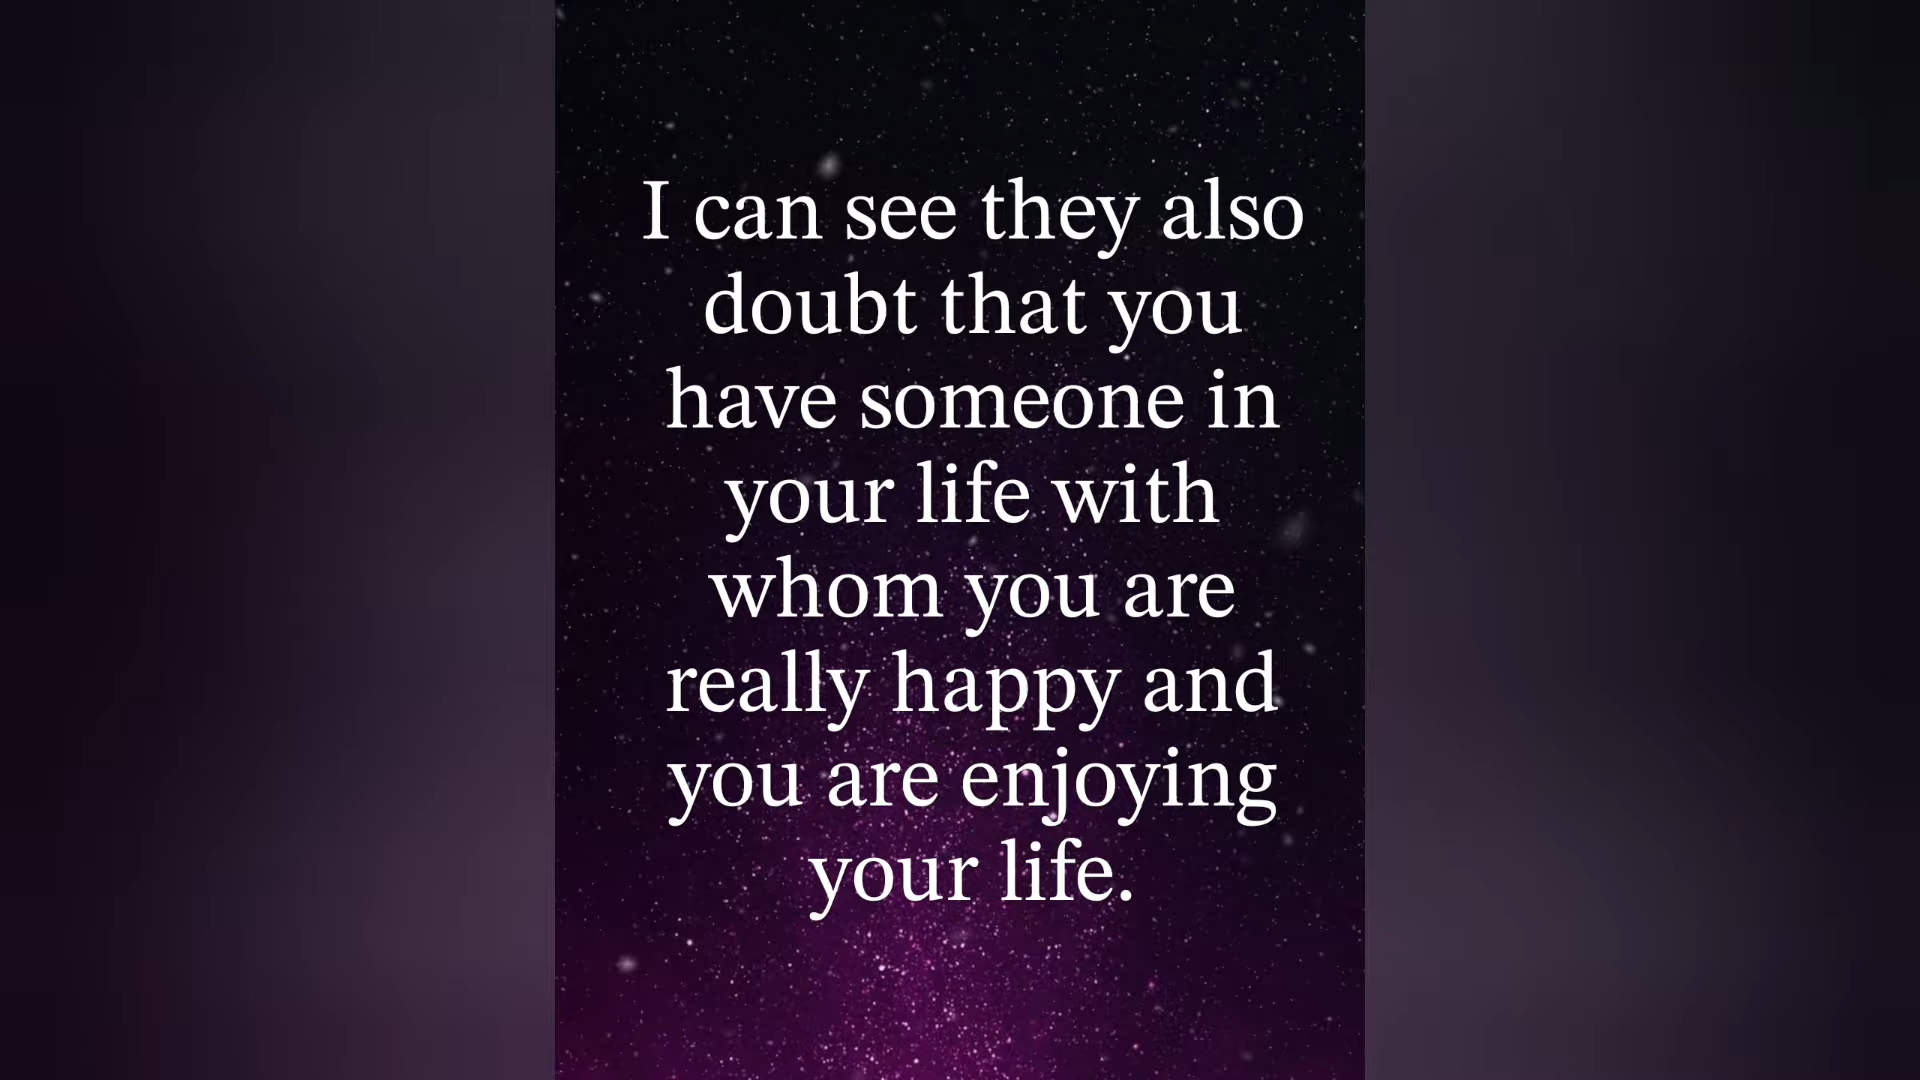 I can see they also
doubt that you
have someone in
your life with
whom you are
really happy and
you are enjoying
your life.